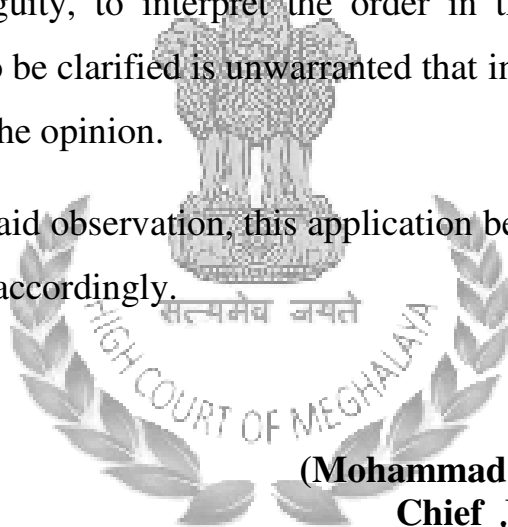 guity, to interpret the order in t
be clarified is unwarranted that in
he opinion.
aid observation, this application be
accordingly.
सत्यमेव जयते
HIGH COURT OF MEGHALAYA
(Mohammad
Chief